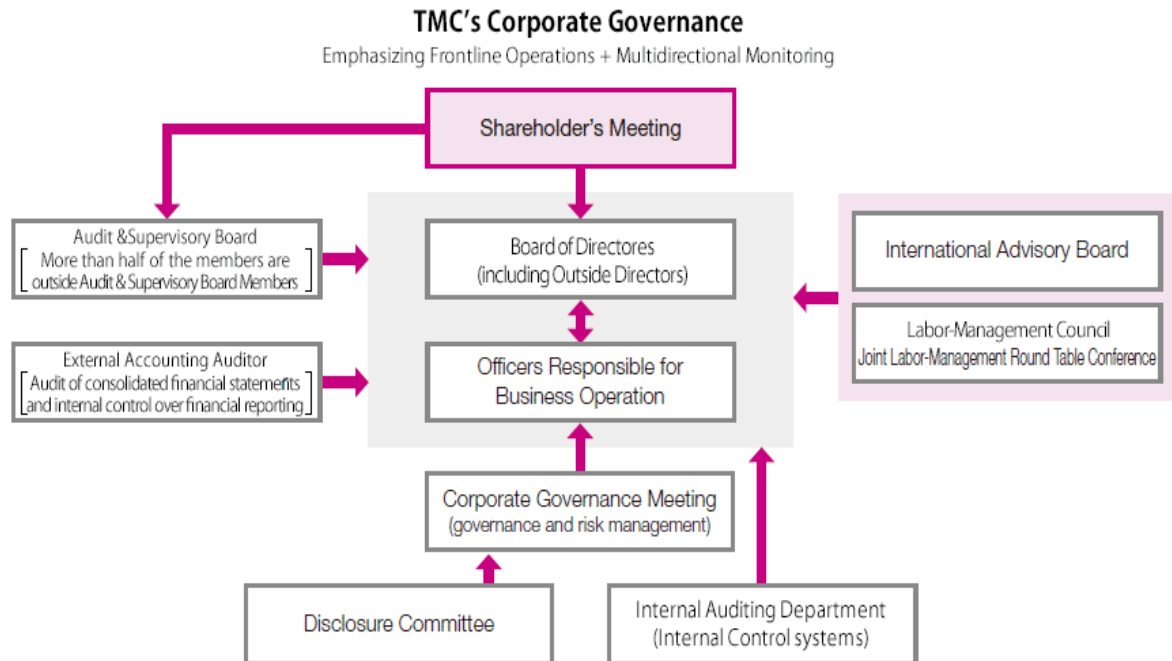 TMC's Corporate Governance
Emphasizing Frontline Operations + Multidirectional Monitoring
Shareholder's Meeting
Audit &Supervisory Board
[More than half of the members are
outside Audit & Supervisory Board Members]
Board of Directores
(including Outside Directors)
International Advisory Board
Labor-Management Council
Joint Labor-Management Round Table Conference
External Accounting Auditor
[Audit of consolidated financial statements
and internal control over financial reporting]
Officers Responsible for
Business Operation
Corporate Governance Meeting
(governance and risk management)
Disclosure Committee
Internal Auditing Department
(Internal Control systems)